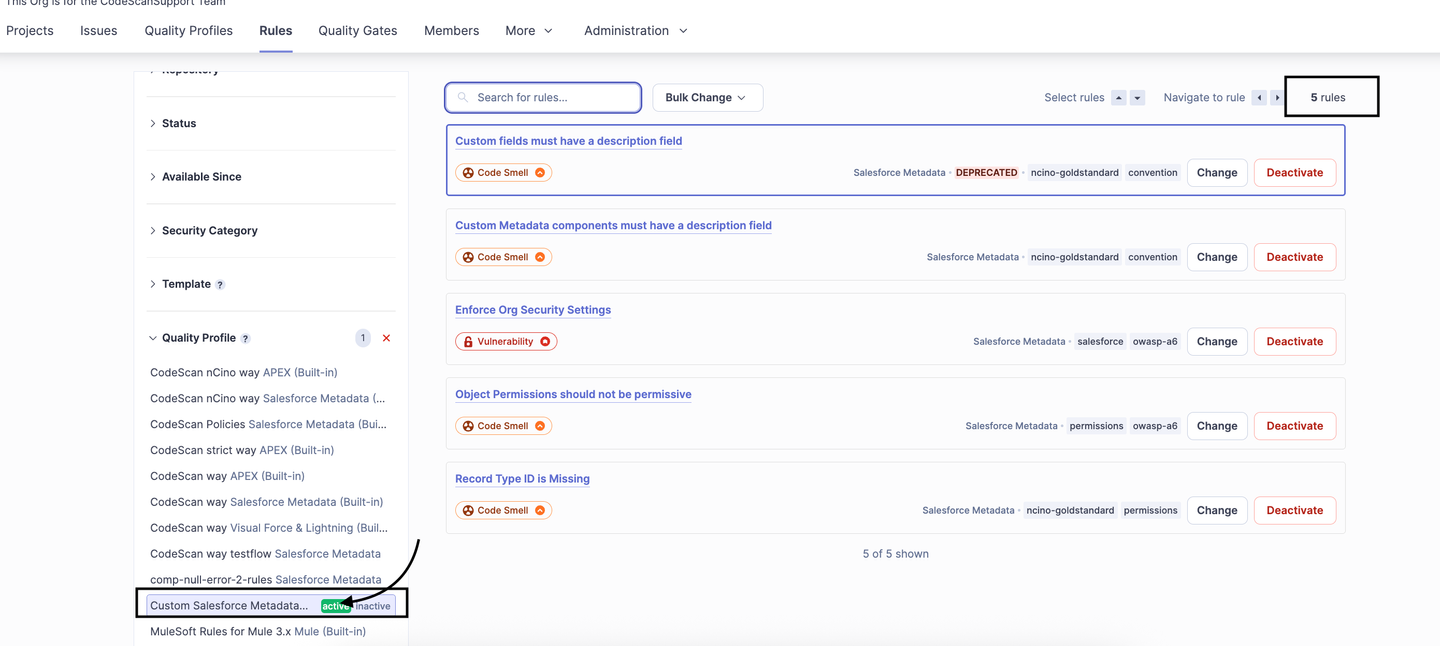 This Org is for the CodeScanSupport Team
Projects Issues Quality Profiles Rules Quality Gates Members More Administration
Repository
Status
Available Since
Security Category
Template ?
Quality Profile ? 1
CodeScan nCino way APEX (Built-in)
CodeScan nCino way Salesforce Metadata (...
CodeScan Policies Salesforce Metadata (Bui...
CodeScan strict way APEX (Built-in)
CodeScan way APEX (Built-in)
CodeScan way Salesforce Metadata (Built-in)
CodeScan way Visual Force & Lightning (Buil...
CodeScan way testflow Salesforce Metadata
comp-null-error-2-rules Salesforce Metadata
Custom Salesforce Metadata... active inactive
MuleSoft Rules for Mule 3.x Mule (Built-in)
Search for rules... Bulk Change Select rules Navigate to rule 5 rules
Custom fields must have a description field
Code Smell Salesforce Metadata · DEPRECATED · ncino-goldstandard convention Change Deactivate
Custom Metadata components must have a description field
Code Smell Salesforce Metadata · ncino-goldstandard convention Change Deactivate
Enforce Org Security Settings
Vulnerability Salesforce Metadata · salesforce owasp-a6 Change Deactivate
Object Permissions should not be permissive
Code Smell Salesforce Metadata · permissions owasp-a6 Change Deactivate
Record Type ID is Missing
Code Smell Salesforce Metadata · ncino-goldstandard permissions Change Deactivate
5 of 5 shown